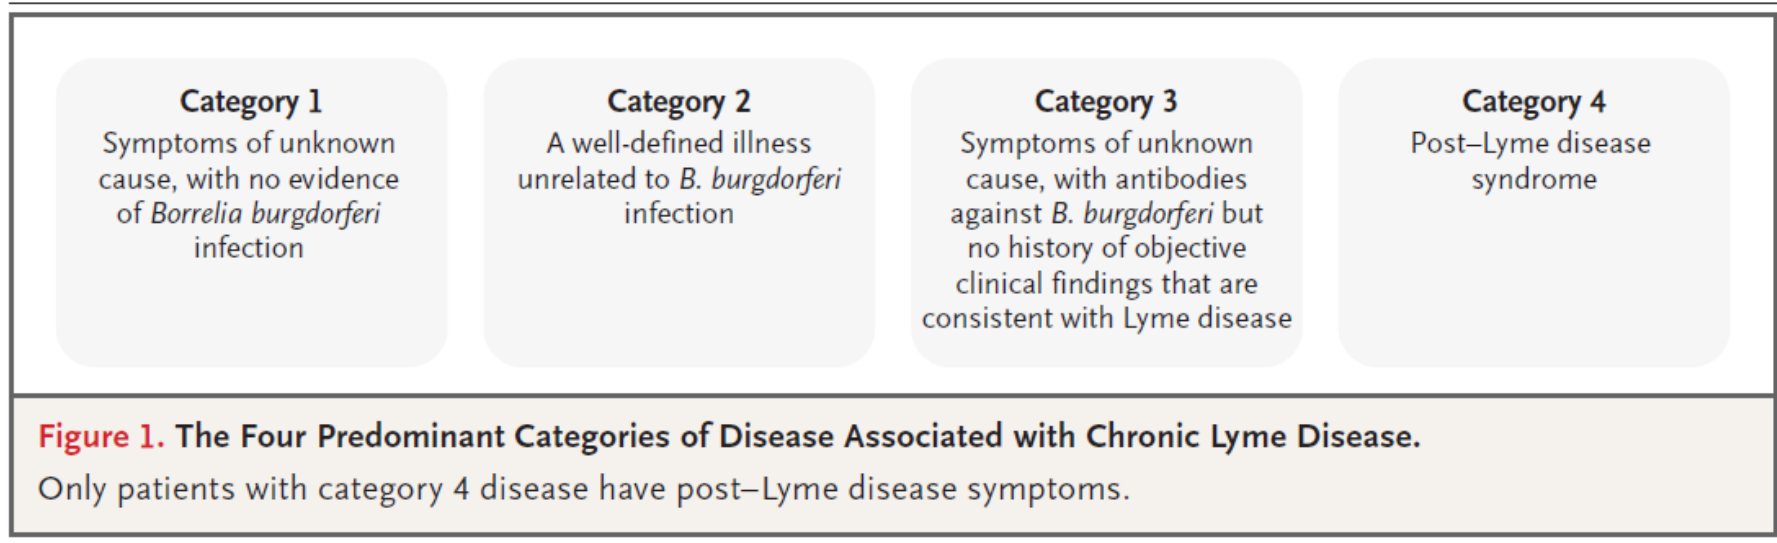 Category 1
Symptoms of unknown
cause, with no evidence
of Borrelia burgdorferi
infection
Category 2
A well-defined illness
unrelated to B. burgdorferi
infection
Category 3
Symptoms of unknown
cause, with antibodies
against B. burgdorferi but
no history of objective
clinical findings that are
consistent with Lyme disease
Category 4
Post–Lyme disease
syndrome
Figure 1. The Four Predominant Categories of Disease Associated with Chronic Lyme Disease.
Only patients with category 4 disease have post–Lyme disease symptoms.